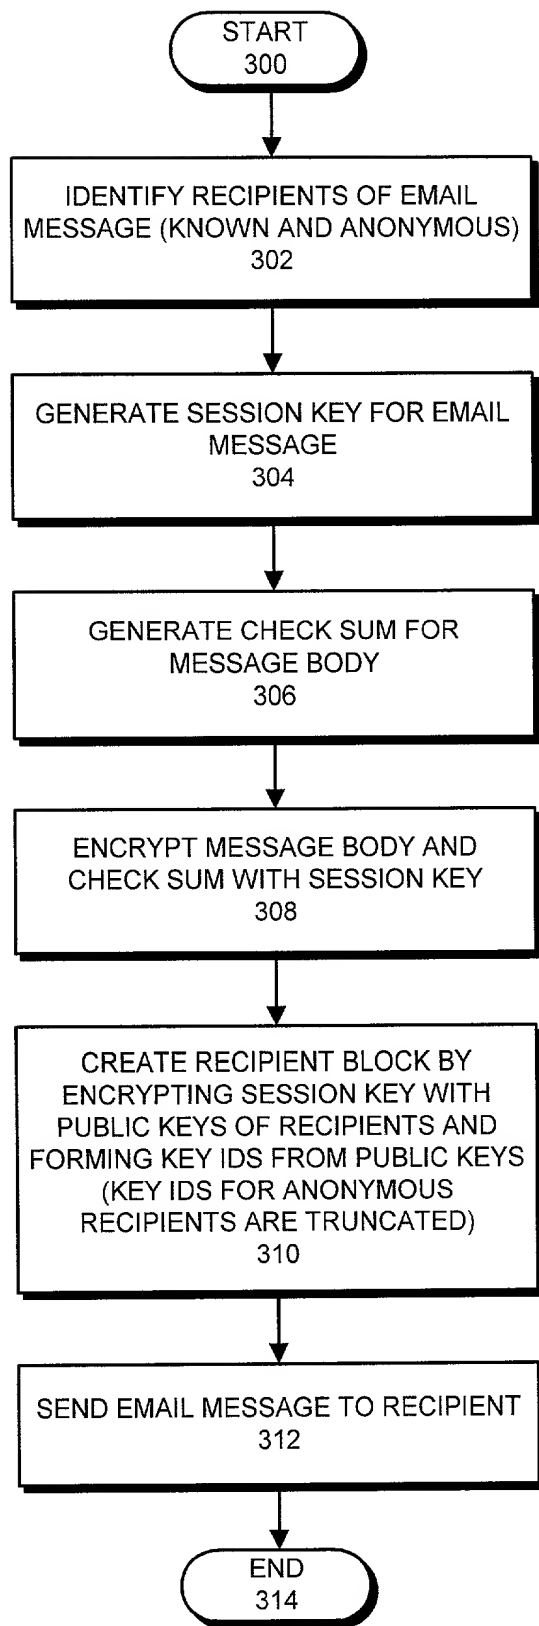 START
300
IDENTIFY RECIPIENTS OF EMAIL
MESSAGE (KNOWN AND ANONYMOUS)
302
GENERATE SESSION KEY FOR EMAIL
MESSAGE
304
GENERATE CHECK SUM FOR
MESSAGE BODY
306
ENCRYPT MESSAGE BODY AND
CHECK SUM WITH SESSION KEY
308
CREATE RECIPIENT BLOCK BY
ENCRYPTING SESSION KEY WITH
PUBLIC KEYS OF RECIPIENTS AND
FORMING KEY IDS FROM PUBLIC KEYS
(KEY IDS FOR ANONYMOUS
RECIPIENTS ARE TRUNCATED)
310
SEND EMAIL MESSAGE TO RECIPIENT
312
END
314